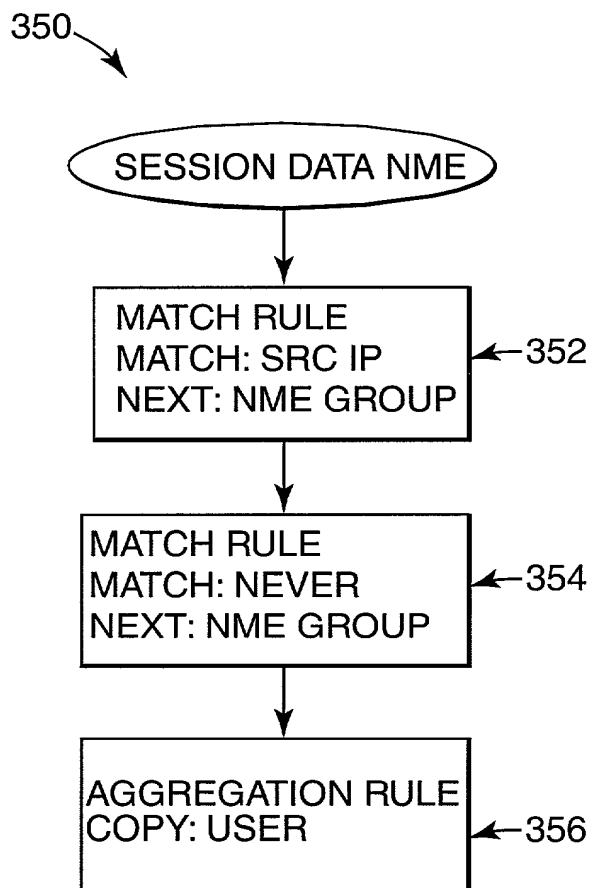 350
SESSION DATA NME
MATCH RULE
MATCH: SRC IP
NEXT: NME GROUP
352
MATCH RULE
MATCH: NEVER
NEXT: NME GROUP
354
AGGREGATION RULE
COPY: USER
356